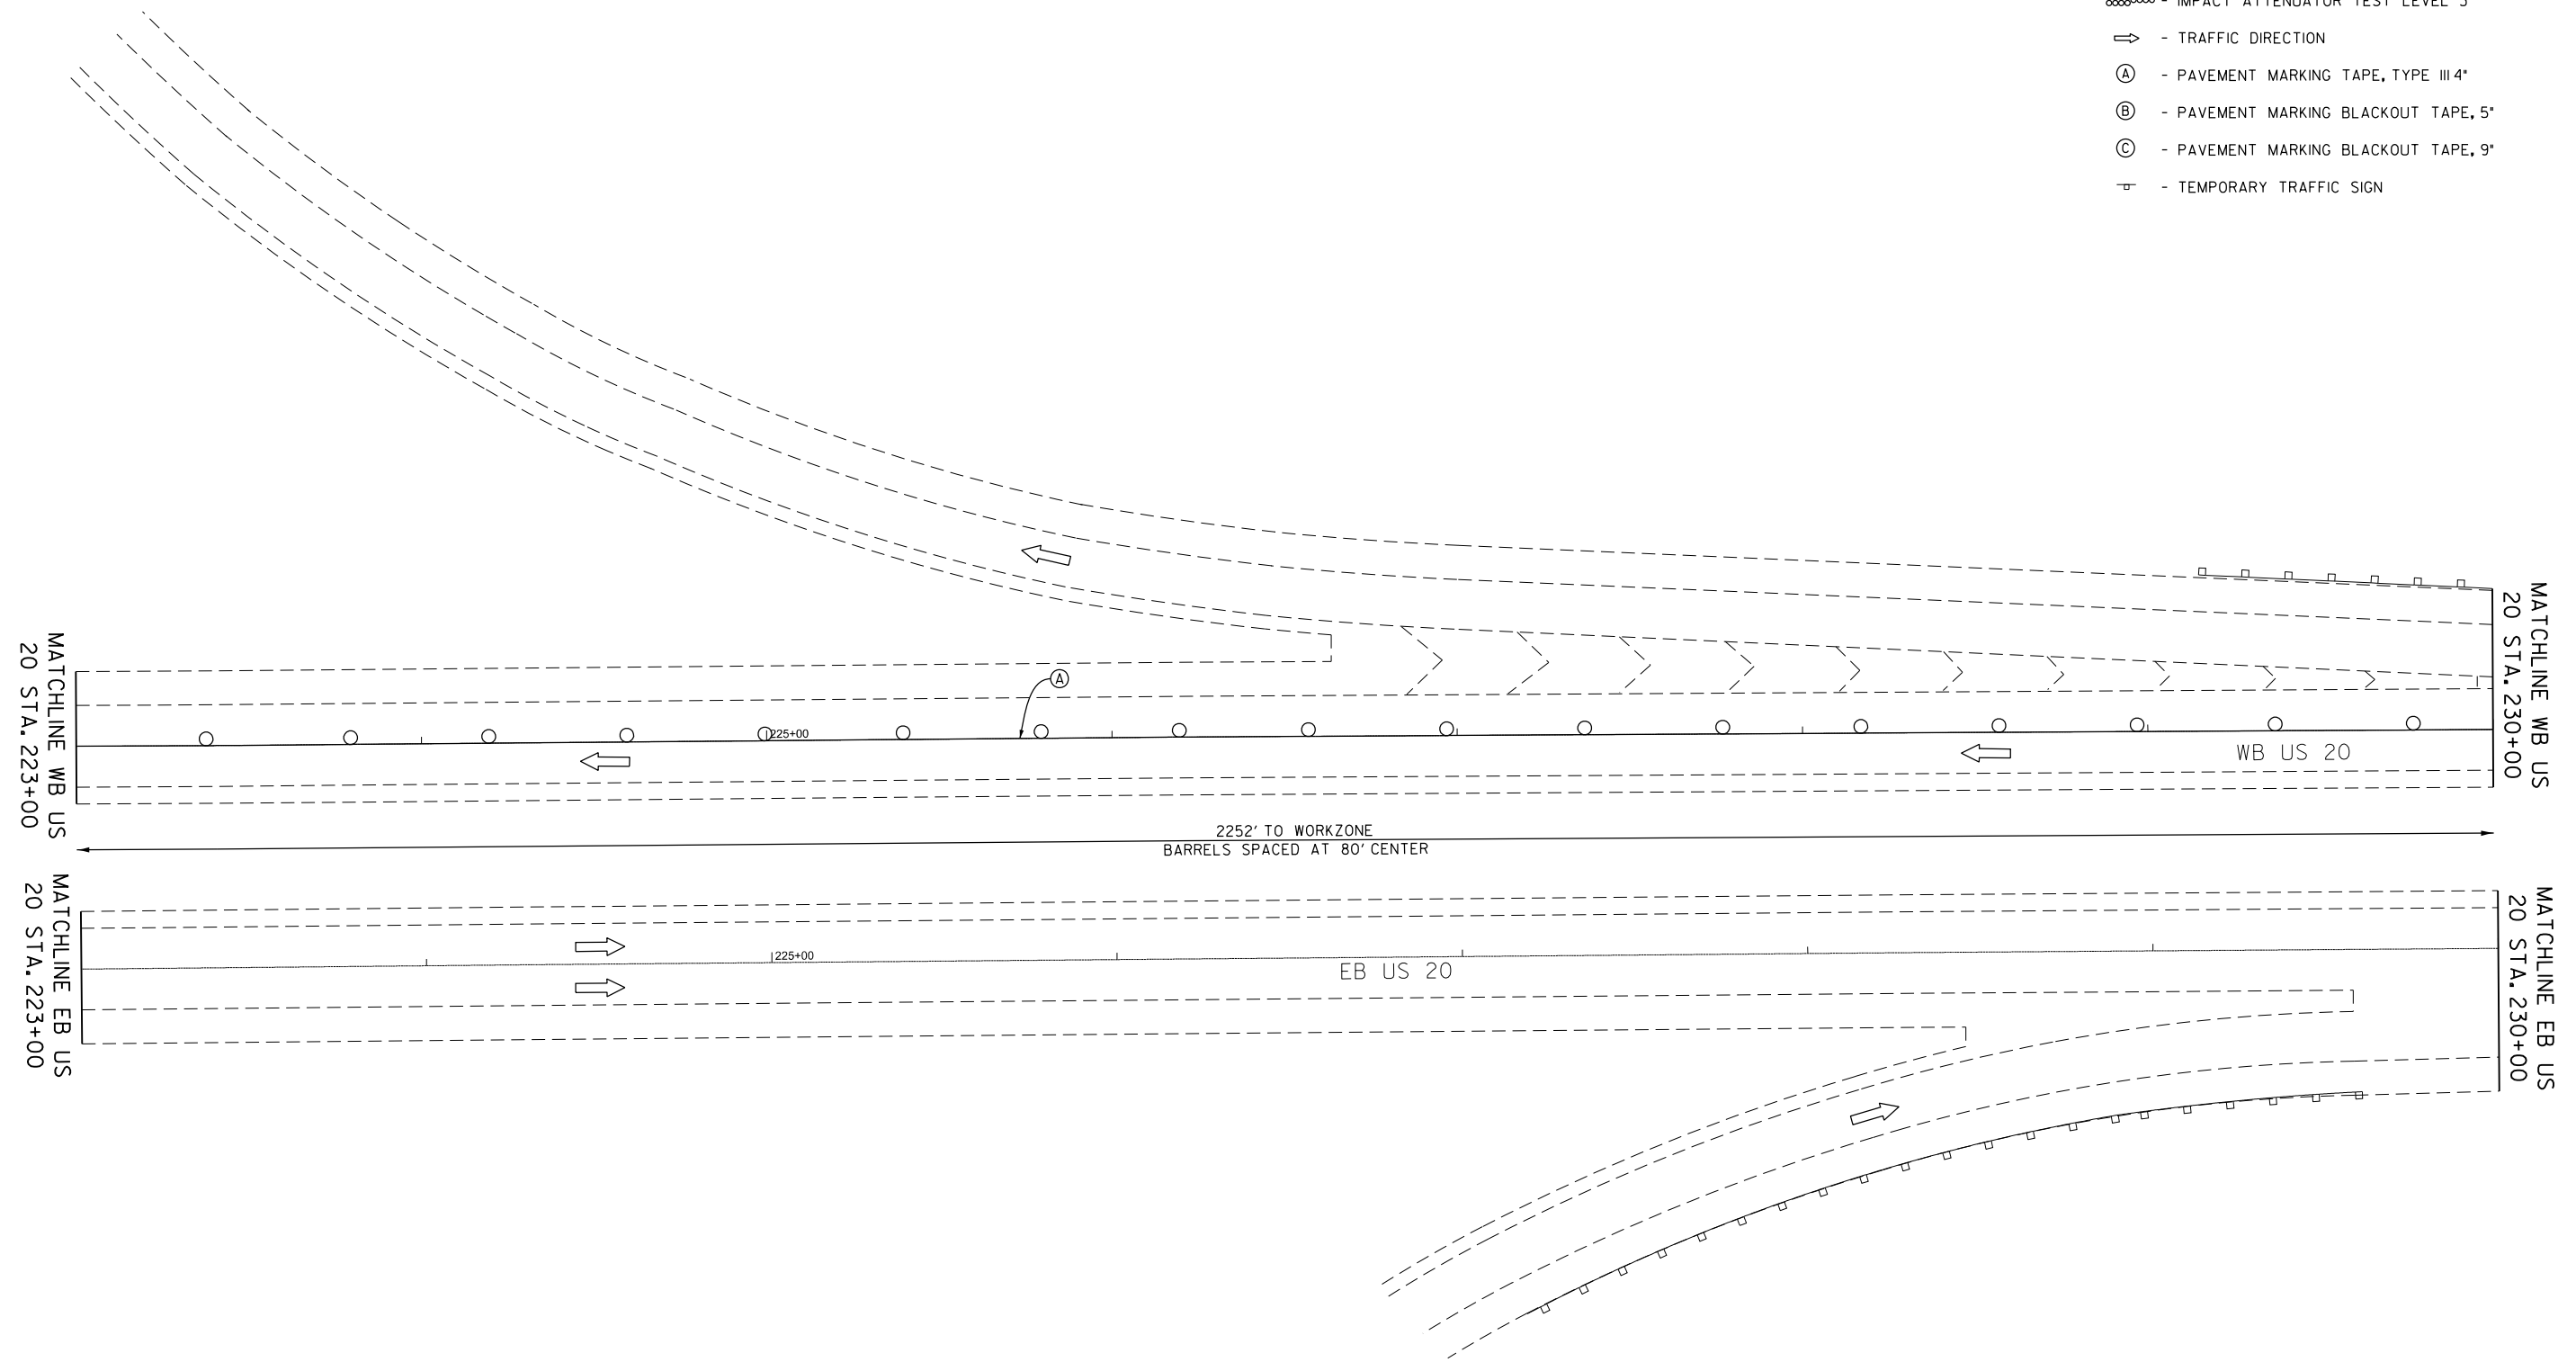 - IMPACT ATTENUATOR TEST LEVEL 3
- TRAFFIC DIRECTION
A - PAVEMENT MARKING TAPE, TYPE III 4"
B - PAVEMENT MARKING BLACKOUT TAPE, 5"
C - PAVEMENT MARKING BLACKOUT TAPE, 9"
- TEMPORARY TRAFFIC SIGN
MATCHLINE WB US
20 STA. 223+00
A
225+00
WB US 20
MATCHLINE WB US
20 STA. 230+00
2252' TO WORKZONE
BARRELS SPACED AT 80' CENTER
MATCHLINE EB US
20 STA. 223+00
225+00
EB US 20
MATCHLINE EB US
20 STA. 230+00